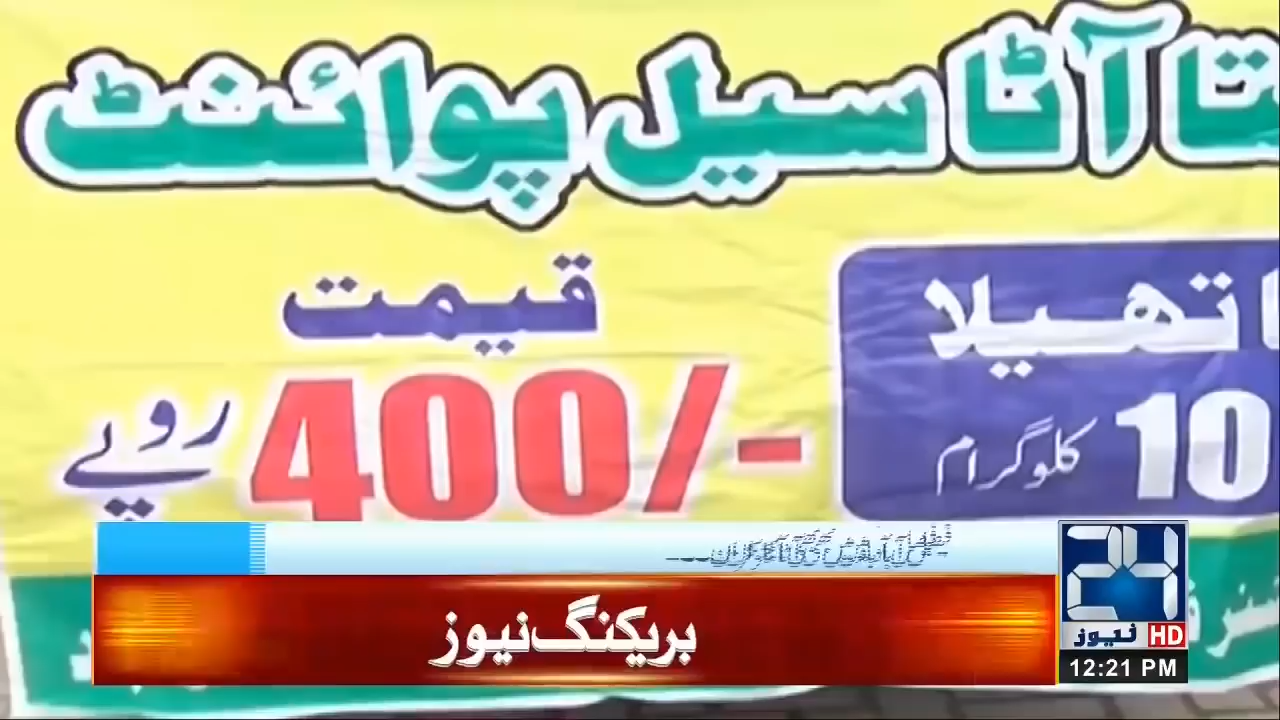 آٹا سیل پوائنٹ
قیمت
400/-
روپے
تھیلا
10 کلوگرام
بریکنگ نیوز
24
نیوز HD
12:21 PM